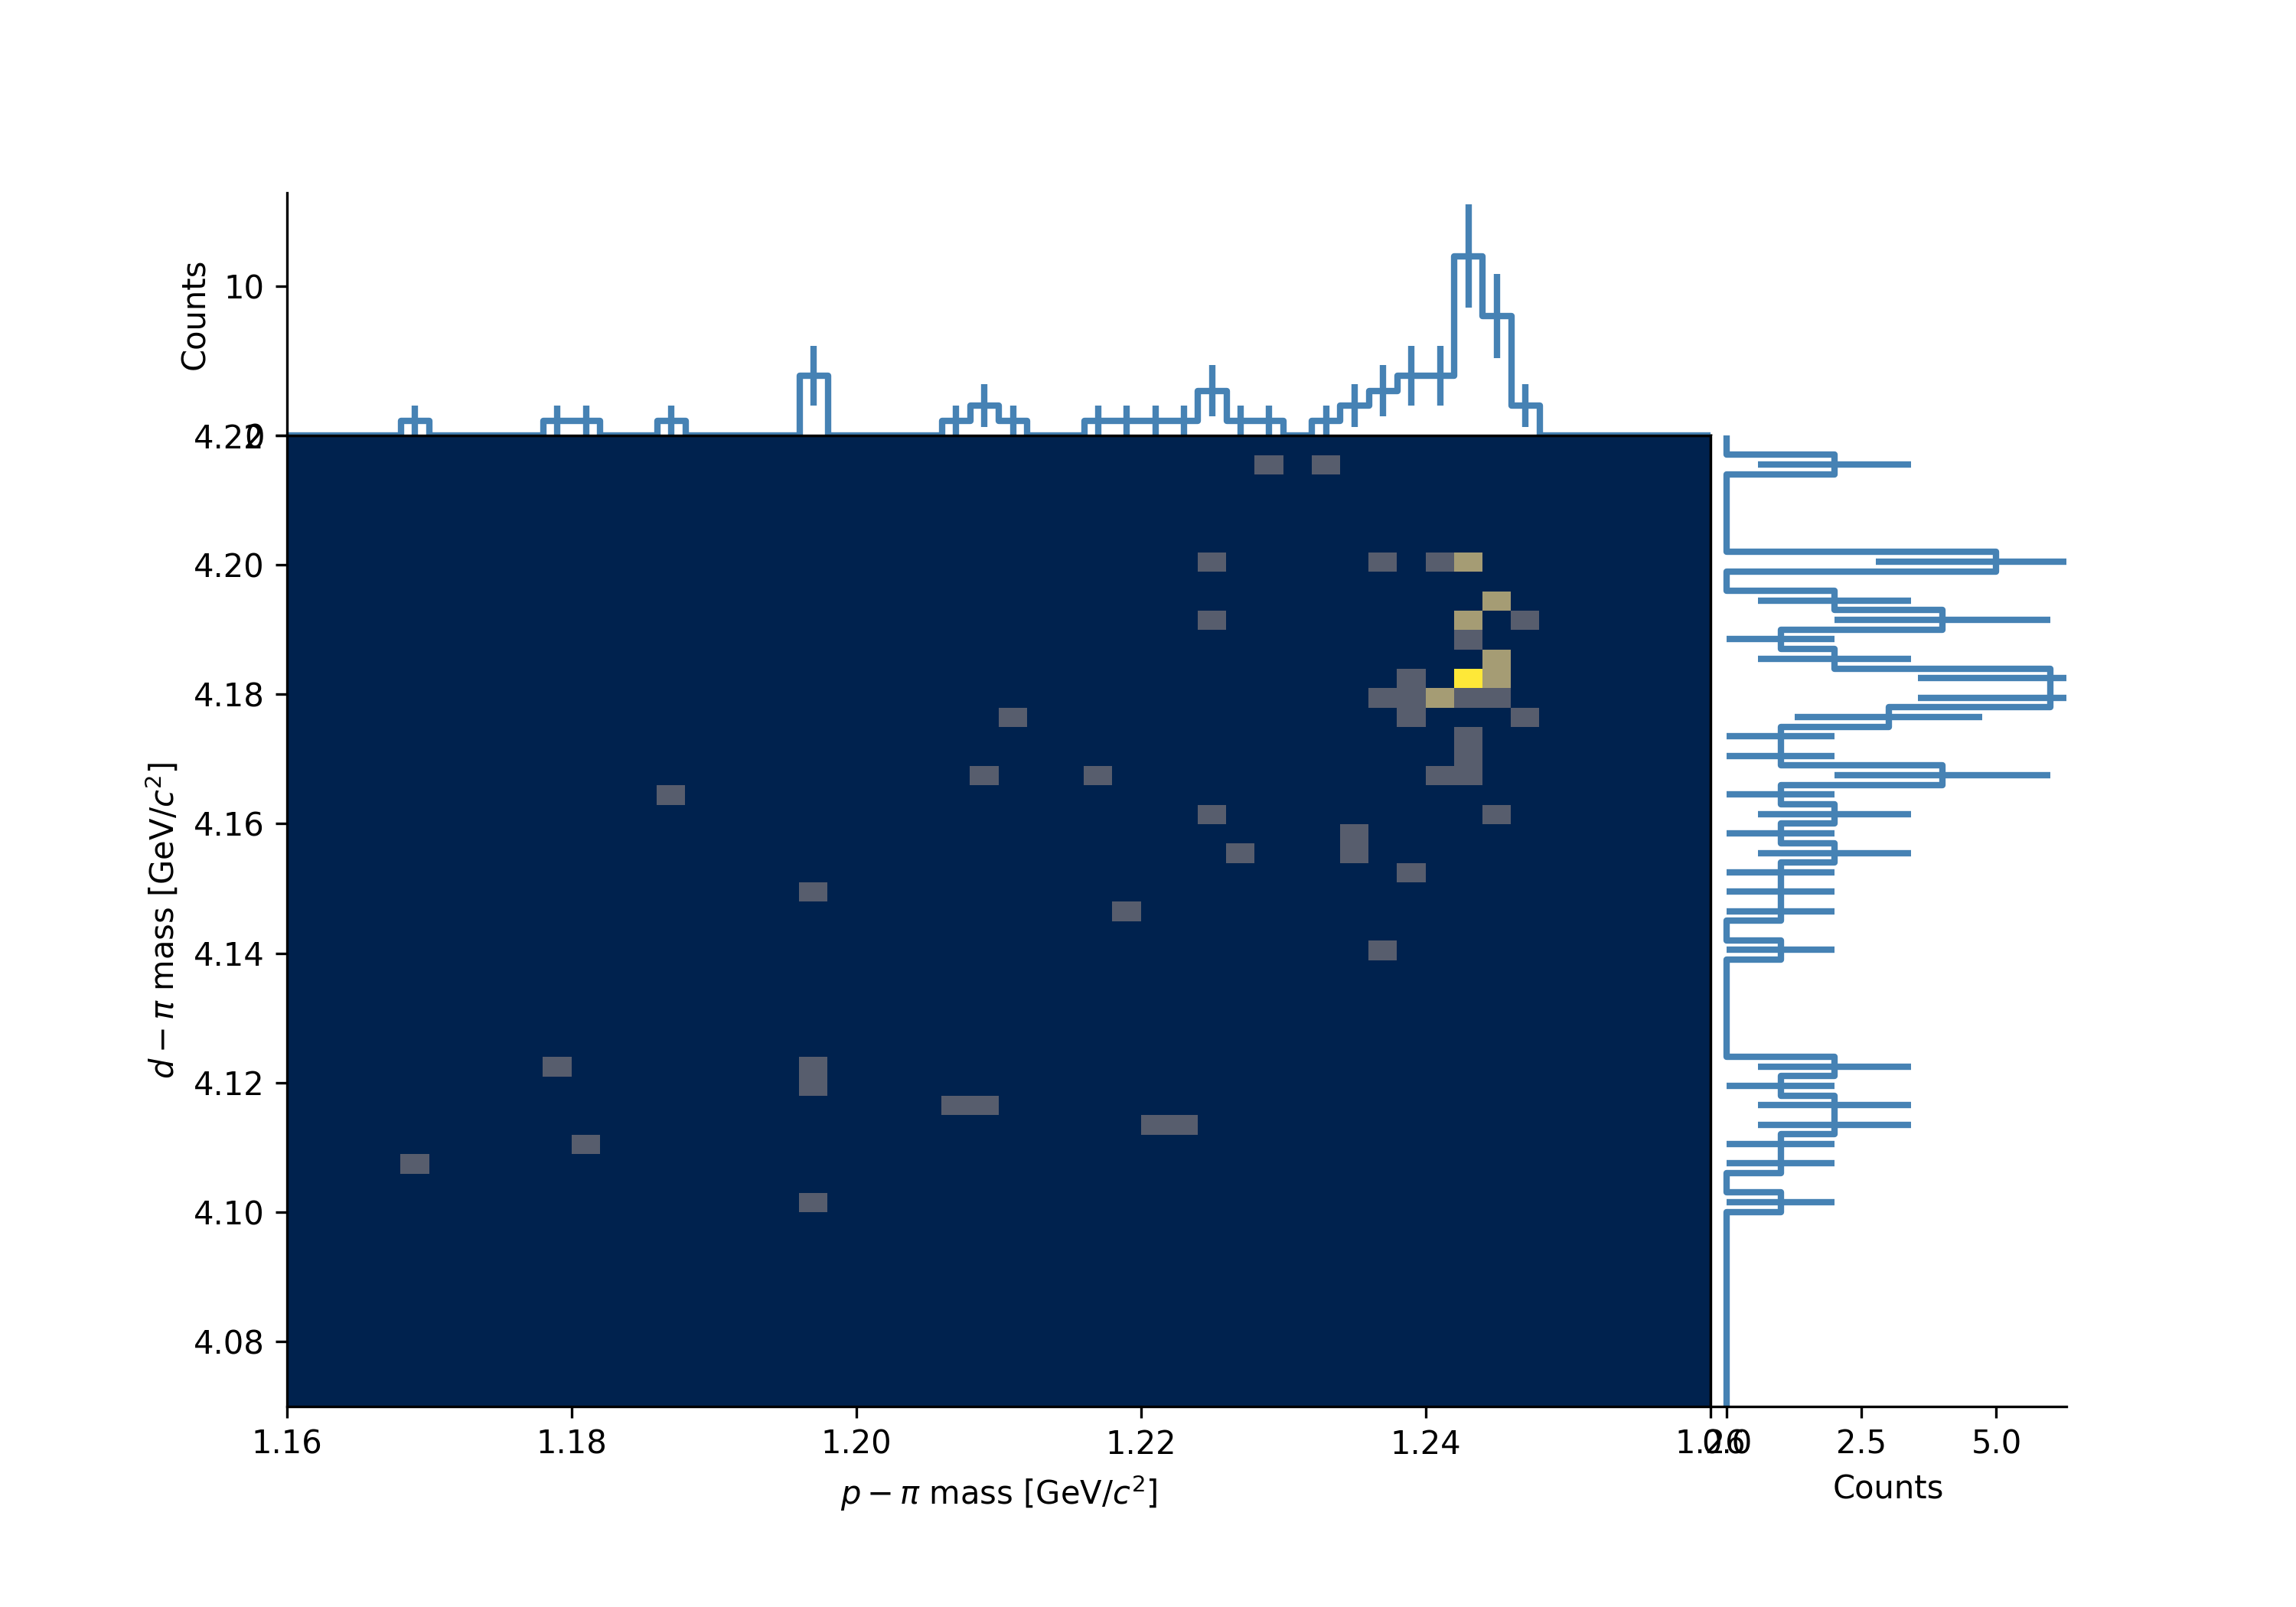 Counts
10
0
4.22
4.20
4.18
4.16
4.14
4.12
4.10
4.08
d − π mass [GeV/c²]
1.16 1.18 1.20 1.22 1.24 1.26
0.0 2.5 5.0
p − π mass [GeV/c²]
Counts